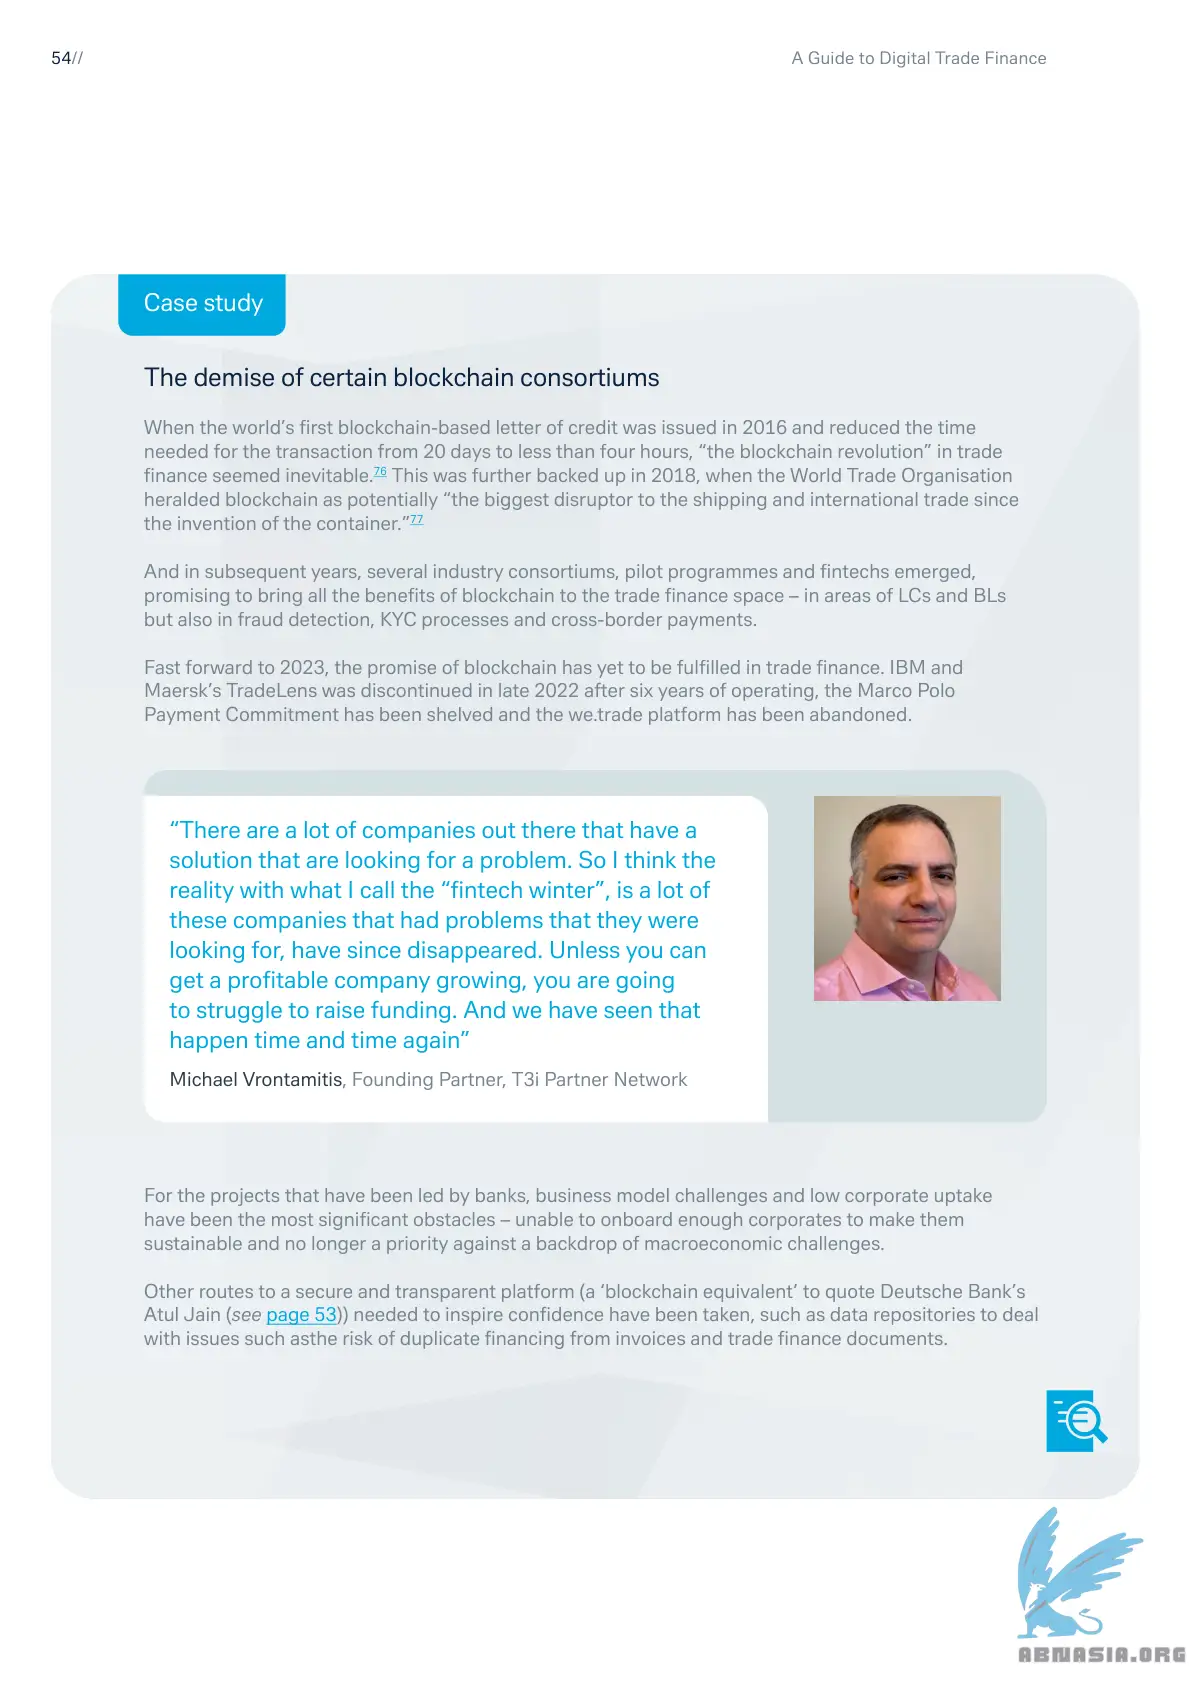 54//
A Guide to Digital Trade Finance
Case study
The demise of certain blockchain consortiums
When the world’s first blockchain-based letter of credit was issued in 2016 and reduced the time
needed for the transaction from 20 days to less than four hours, “the blockchain revolution” in trade
finance seemed inevitable.76 This was further backed up in 2018, when the World Trade Organisation
heralded blockchain as potentially “the biggest disruptor to the shipping and international trade since
the invention of the container.”77
And in subsequent years, several industry consortiums, pilot programmes and fintechs emerged,
promising to bring all the benefits of blockchain to the trade finance space – in areas of LCs and BLs
but also in fraud detection, KYC processes and cross-border payments.
Fast forward to 2023, the promise of blockchain has yet to be fulfilled in trade finance. IBM and
Maersk’s TradeLens was discontinued in late 2022 after six years of operating, the Marco Polo
Payment Commitment has been shelved and the we.trade platform has been abandoned.
“There are a lot of companies out there that have a
solution that are looking for a problem. So I think the
reality with what I call the “fintech winter”, is a lot of
these companies that had problems that they were
looking for, have since disappeared. Unless you can
get a profitable company growing, you are going
to struggle to raise funding. And we have seen that
happen time and time again”
Michael Vrontamitis, Founding Partner, T3i Partner Network
For the projects that have been led by banks, business model challenges and low corporate uptake
have been the most significant obstacles – unable to onboard enough corporates to make them
sustainable and no longer a priority against a backdrop of macroeconomic challenges.
Other routes to a secure and transparent platform (a ‘blockchain equivalent’ to quote Deutsche Bank’s
Atul Jain (see page 53)) needed to inspire confidence have been taken, such as data repositories to deal
with issues such asthe risk of duplicate financing from invoices and trade finance documents.
ABNASIA.ORG